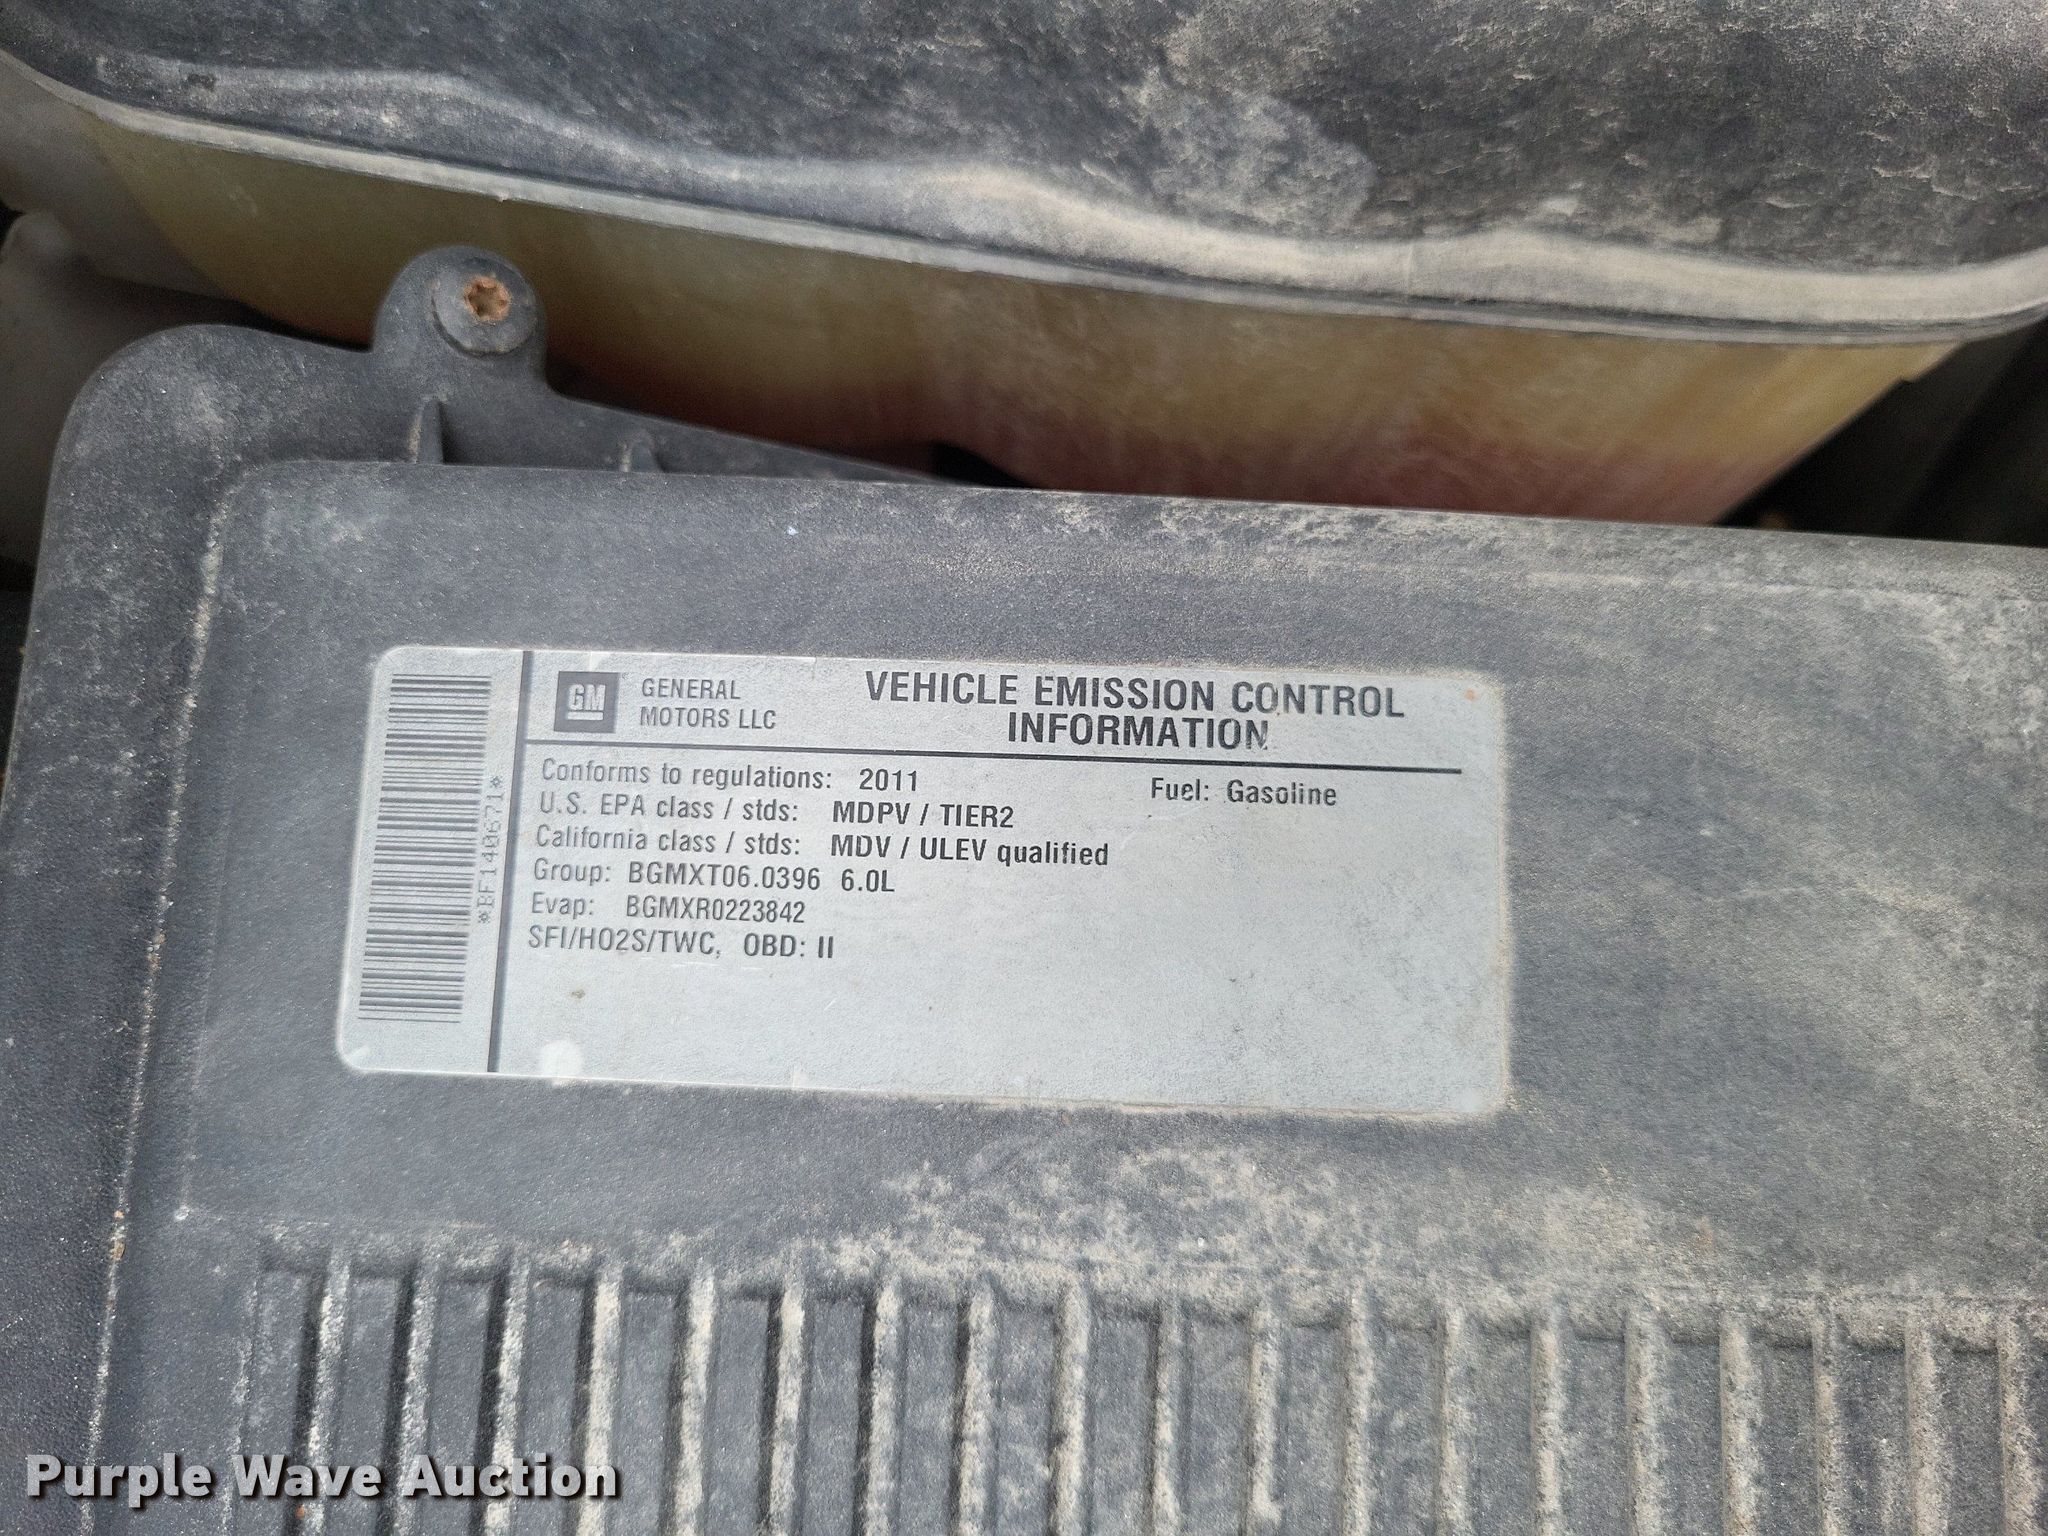 GM
GENERAL
MOTORS LLC
VEHICLE EMISSION CONTROL
INFORMATION
Conforms to regulations: 2011 Fuel: Gasoline
U.S. EPA class / stds: MDPV / TIER2
California class / stds: MDV / ULEV qualified
Group: BGMXT06.0396 6.0L
Evap: BGMXR0223842
SFI/HO2S/TWC, OBD: II
*BF140671*
Purple Wave Auction